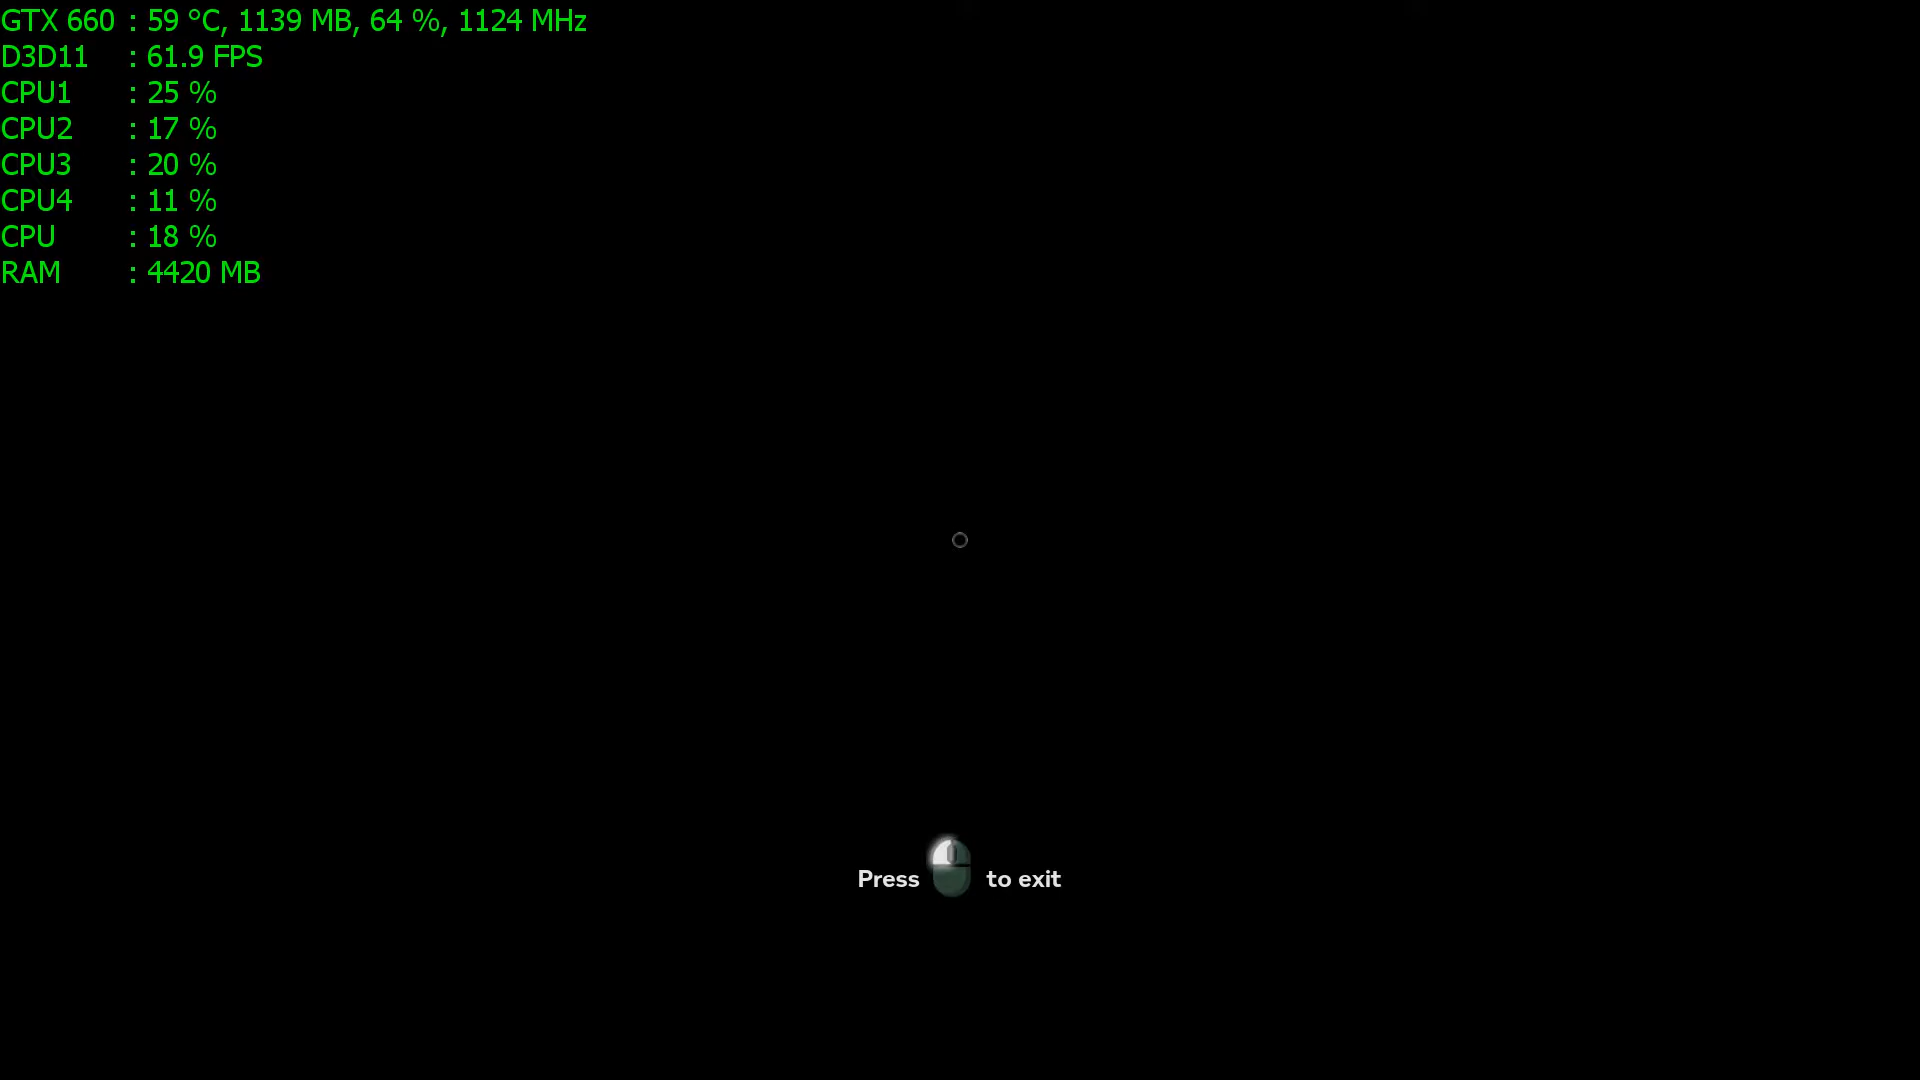 GTX 660 : 59 °C, 1139 MB, 64 %, 1124 MHz
D3D11 : 61.9 FPS
CPU1 : 25 %
CPU2 : 17 %
CPU3 : 20 %
CPU4 : 11 %
CPU : 18 %
RAM : 4420 MB
Press to exit